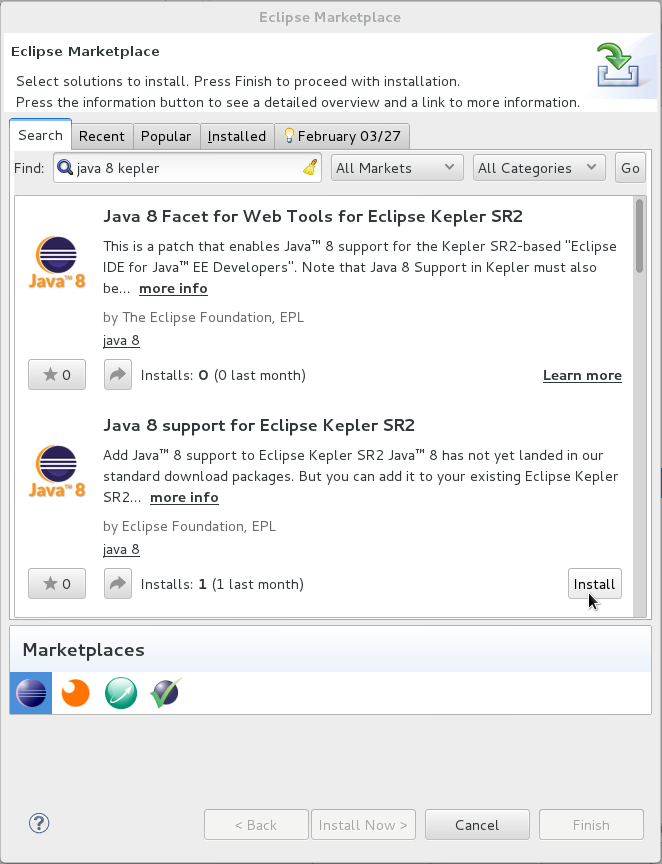 Eclipse Marketplace
Eclipse Marketplace
Select solutions to install. Press Finish to proceed with installation.
Press the information button to see a detailed overview and a link to more information.
Search Recent Popular Installed February 03/27
Find: java 8 kepler All Markets All Categories Go
Java 8 Facet for Web Tools for Eclipse Kepler SR2
This is a patch that enables Java™ 8 support for the Kepler SR2-based "Eclipse
IDE for Java™ EE Developers". Note that Java 8 Support in Kepler must also
be... more info
Java™8
by The Eclipse Foundation, EPL
java 8
0 Installs: 0 (0 last month) Learn more
Java 8 support for Eclipse Kepler SR2
Add Java™ 8 support to Eclipse Kepler SR2 Java™ 8 has not yet landed in our
standard download packages. But you can add it to your existing Eclipse Kepler
SR2... more info
Java™8
by Eclipse Foundation, EPL
java 8
0 Installs: 1 (1 last month) Install
Marketplaces
? < Back Install Now > Cancel Finish